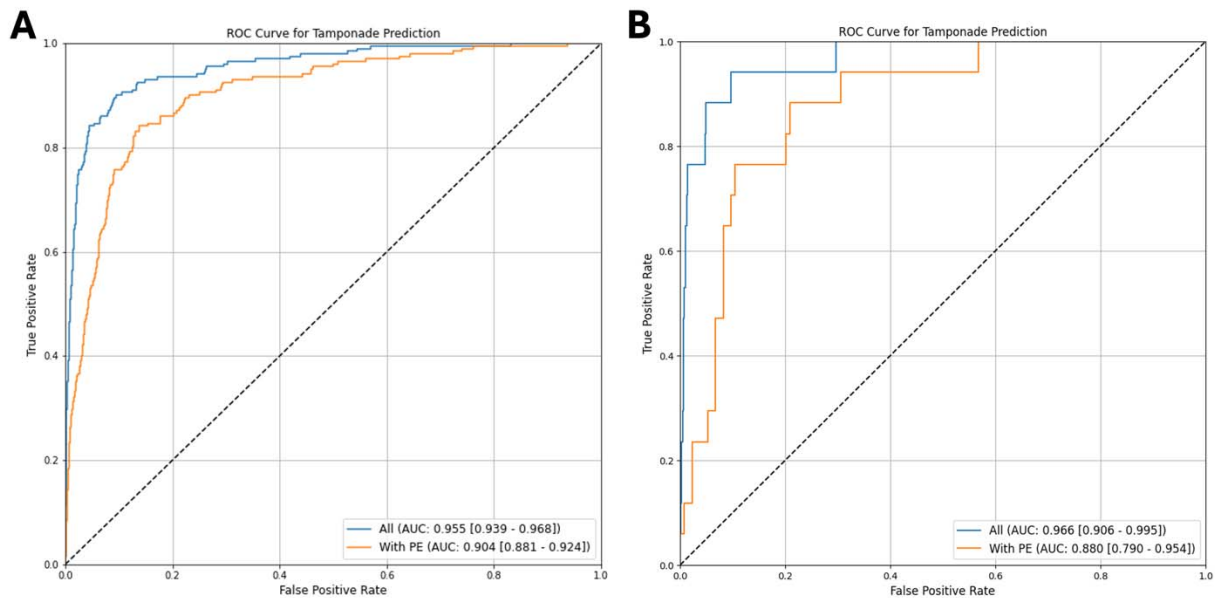 A
ROC Curve for Tamponade Prediction
1.0
0.8
0.6
0.4
0.2
0.0
True Positive Rate
All (AUC: 0.955 [0.939 - 0.968])
With PE (AUC: 0.904 [0.881 - 0.924])
0.0 0.2 0.4 0.6 0.8 1.0
False Positive Rate
B
ROC Curve for Tamponade Prediction
1.0
0.8
0.6
0.4
0.2
0.0
True Positive Rate
All (AUC: 0.966 [0.906 - 0.995])
With PE (AUC: 0.880 [0.790 - 0.954])
0.0 0.2 0.4 0.6 0.8 1.0
False Positive Rate